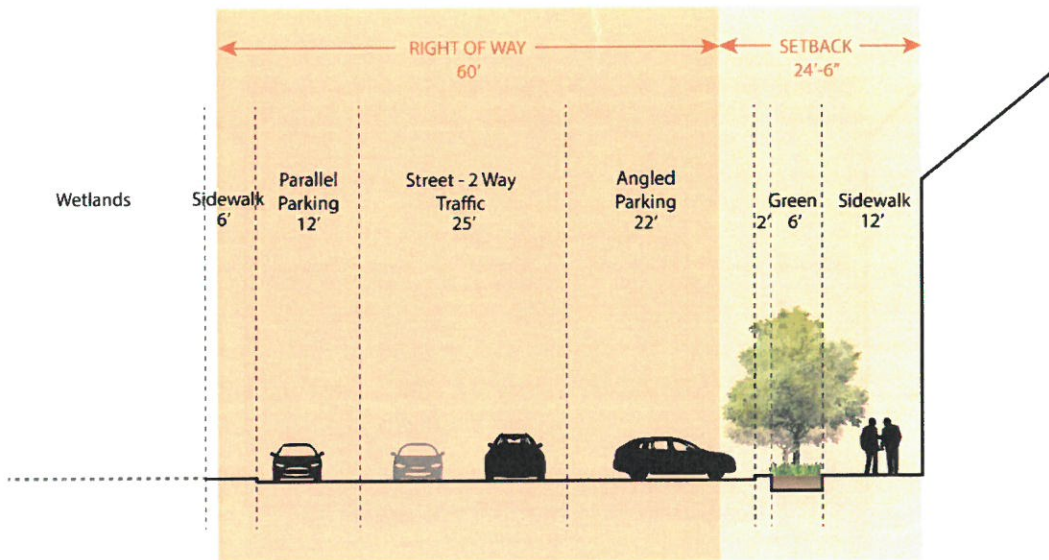 RIGHT OF WAY
60'
SETBACK
24'-6"
Wetlands
Sidewalk
6'
Parallel
Parking
12'
Street - 2 Way
Traffic
25'
Angled
Parking
22'
2'
Green
6'
Sidewalk
12'